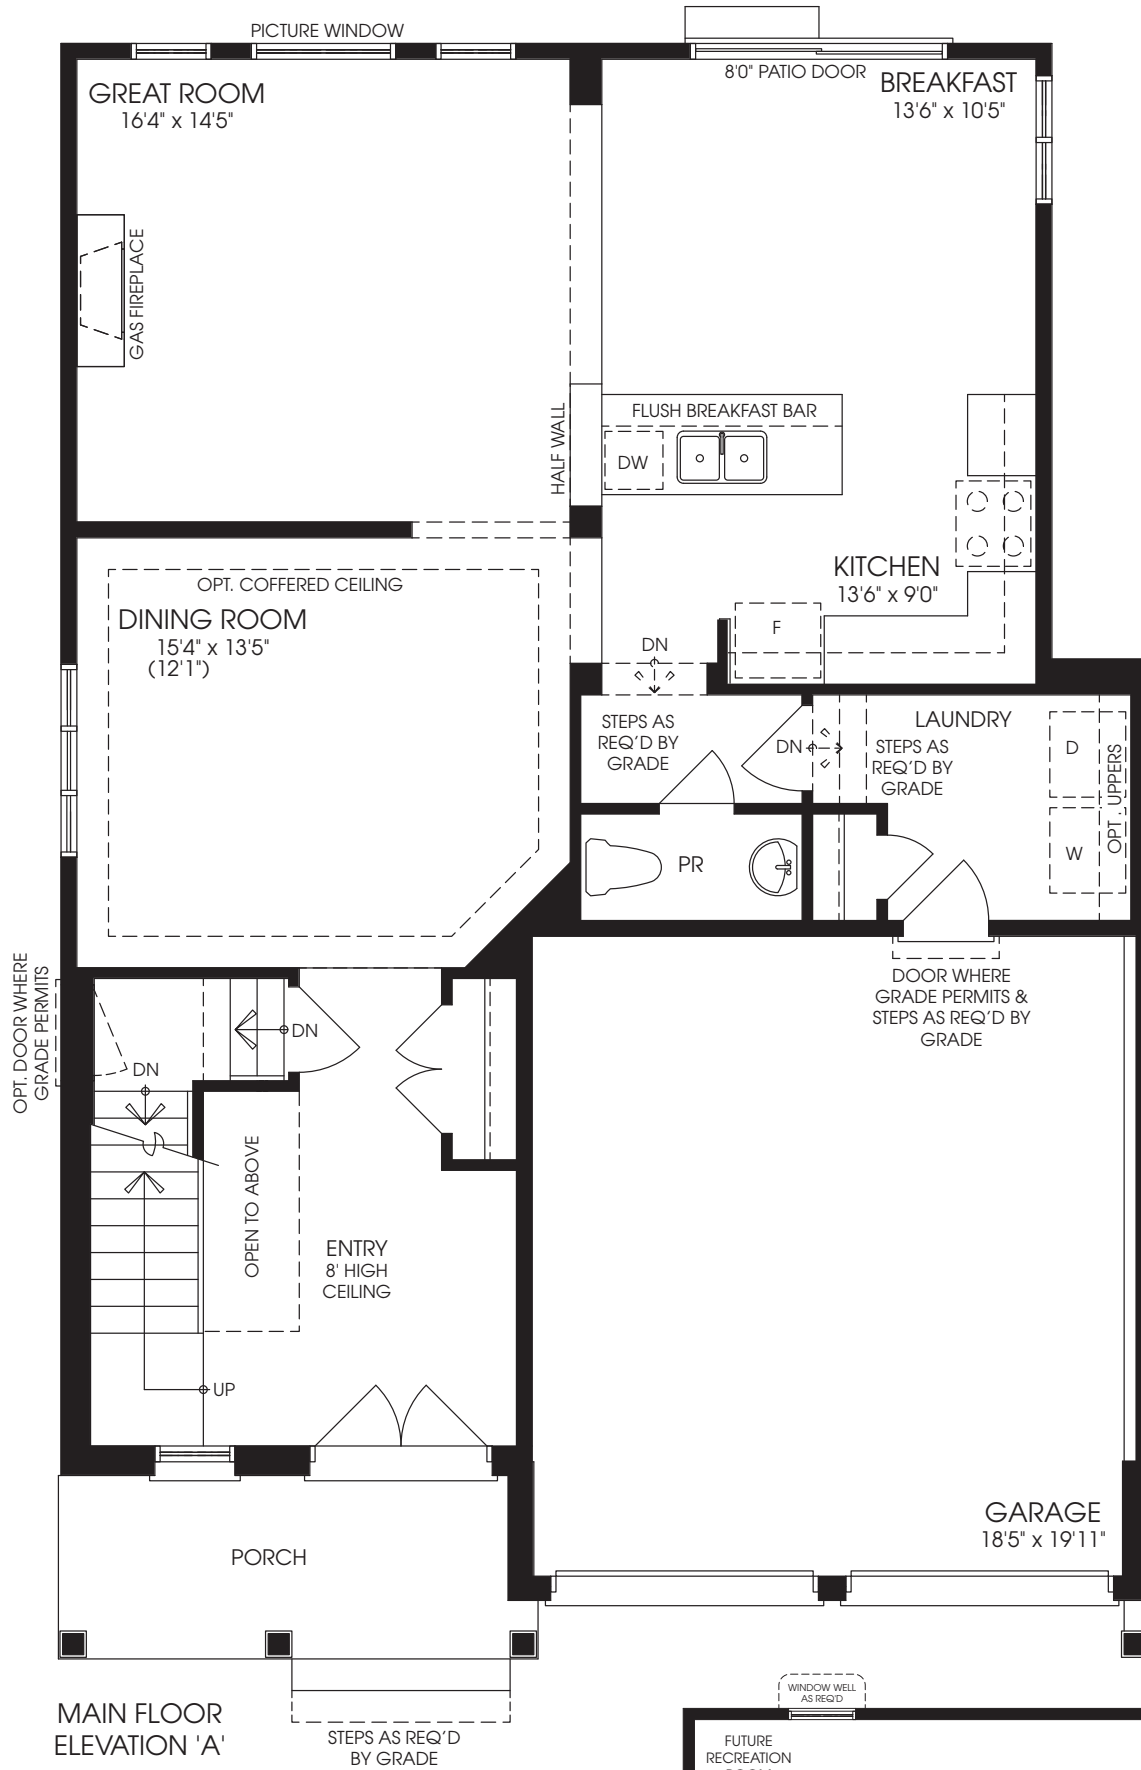 PICTURE WINDOW
GREAT ROOM
16'4" x 14'5"
8'0" PATIO DOOR
BREAKFAST
13'6" x 10'5"
GAS FIREPLACE
HALF WALL
FLUSH BREAKFAST BAR
DW
KITCHEN
13'6" x 9'0"
F
OPT. COFFERED CEILING
DINING ROOM
15'4" x 13'5"
(12'1")
DN
STEPS AS
REQ'D BY
GRADE
DN
LAUNDRY
STEPS AS
REQ'D BY
GRADE
D
W
OPT. UPPERS
PR
OPT. DOOR WHERE
GRADE PERMITS
DOOR WHERE
GRADE PERMITS &
STEPS AS REQ'D BY
GRADE
DN
DN
OPEN TO ABOVE
ENTRY
8' HIGH
CEILING
UP
GARAGE
18'5" x 19'11"
PORCH
MAIN FLOOR
ELEVATION 'A'
STEPS AS REQ'D
BY GRADE
WINDOW WELL
AS REQ'D
FUTURE
RECREATION